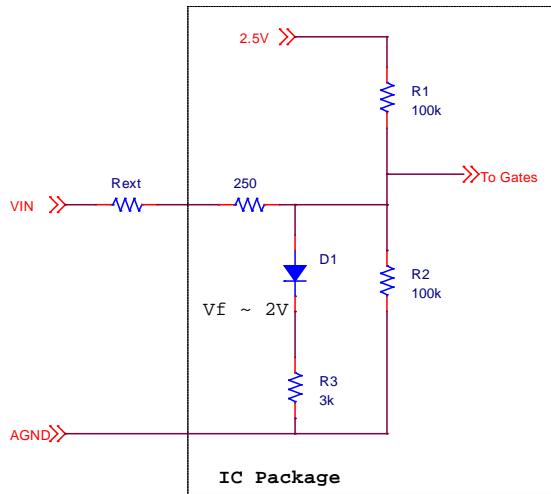 2.5V
R1
100k
To Gates
Rext
250
VIN
D1
R2
100k
Vf ~ 2V
R3
3k
AGND
IC Package